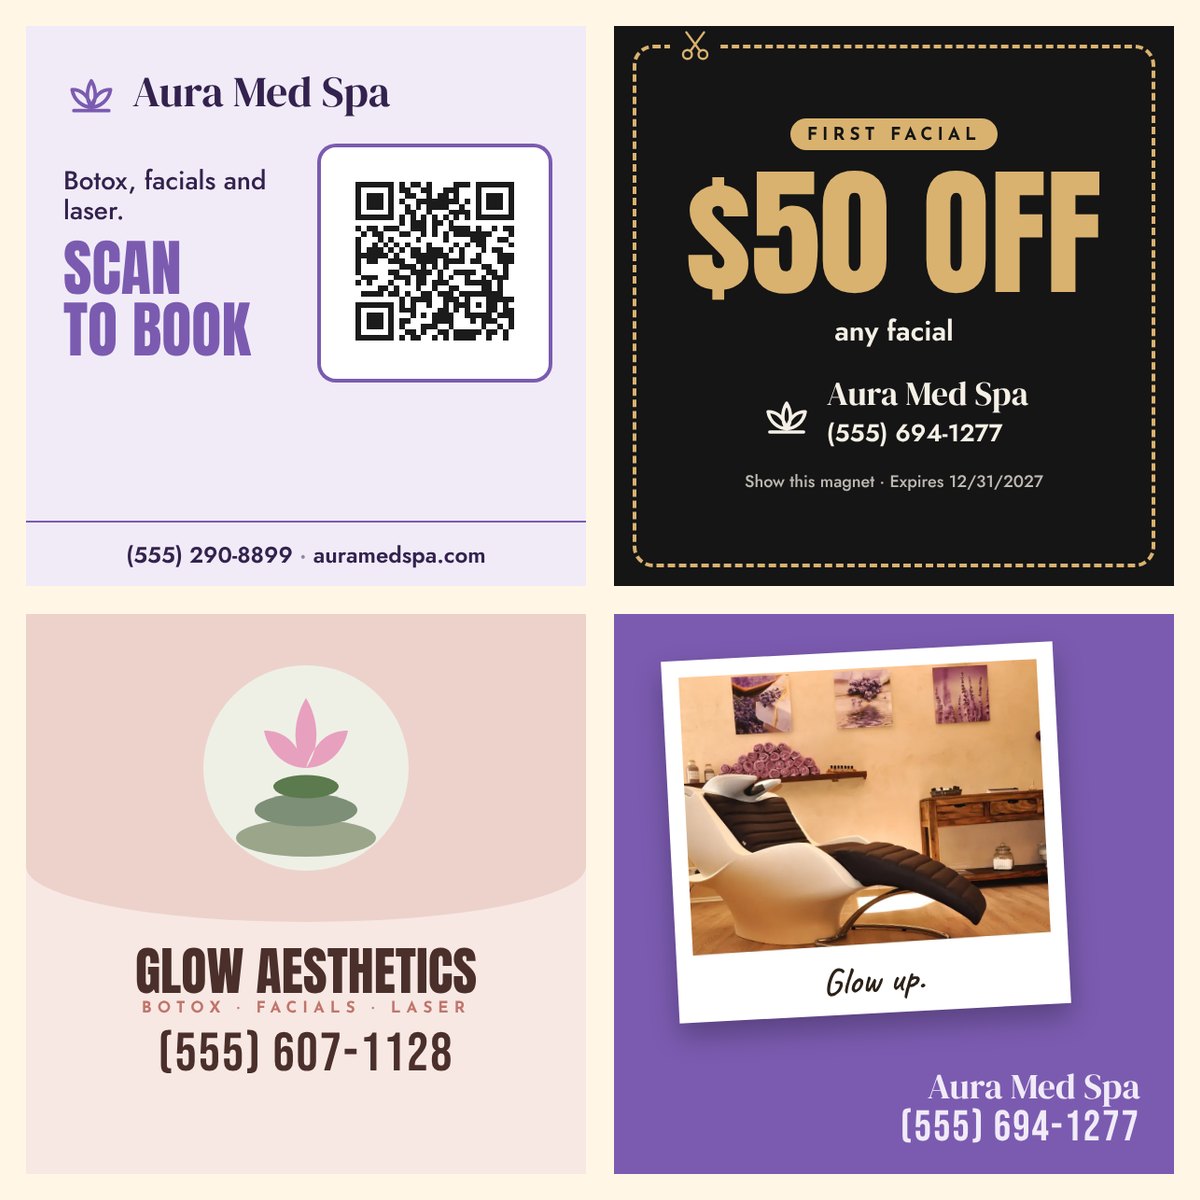 Aura Med Spa
Botox, facials and
laser.
SCAN
TO BOOK
(555) 290-8899 · auramedspa.com
FIRST FACIAL
$50 OFF
any facial
Aura Med Spa
(555) 694-1277
Show this magnet · Expires 12/31/2027
GLOW AESTHETICS
BOTOX · FACIALS · LASER
(555) 607-1128
Glow up.
Aura Med Spa
(555) 694-1277